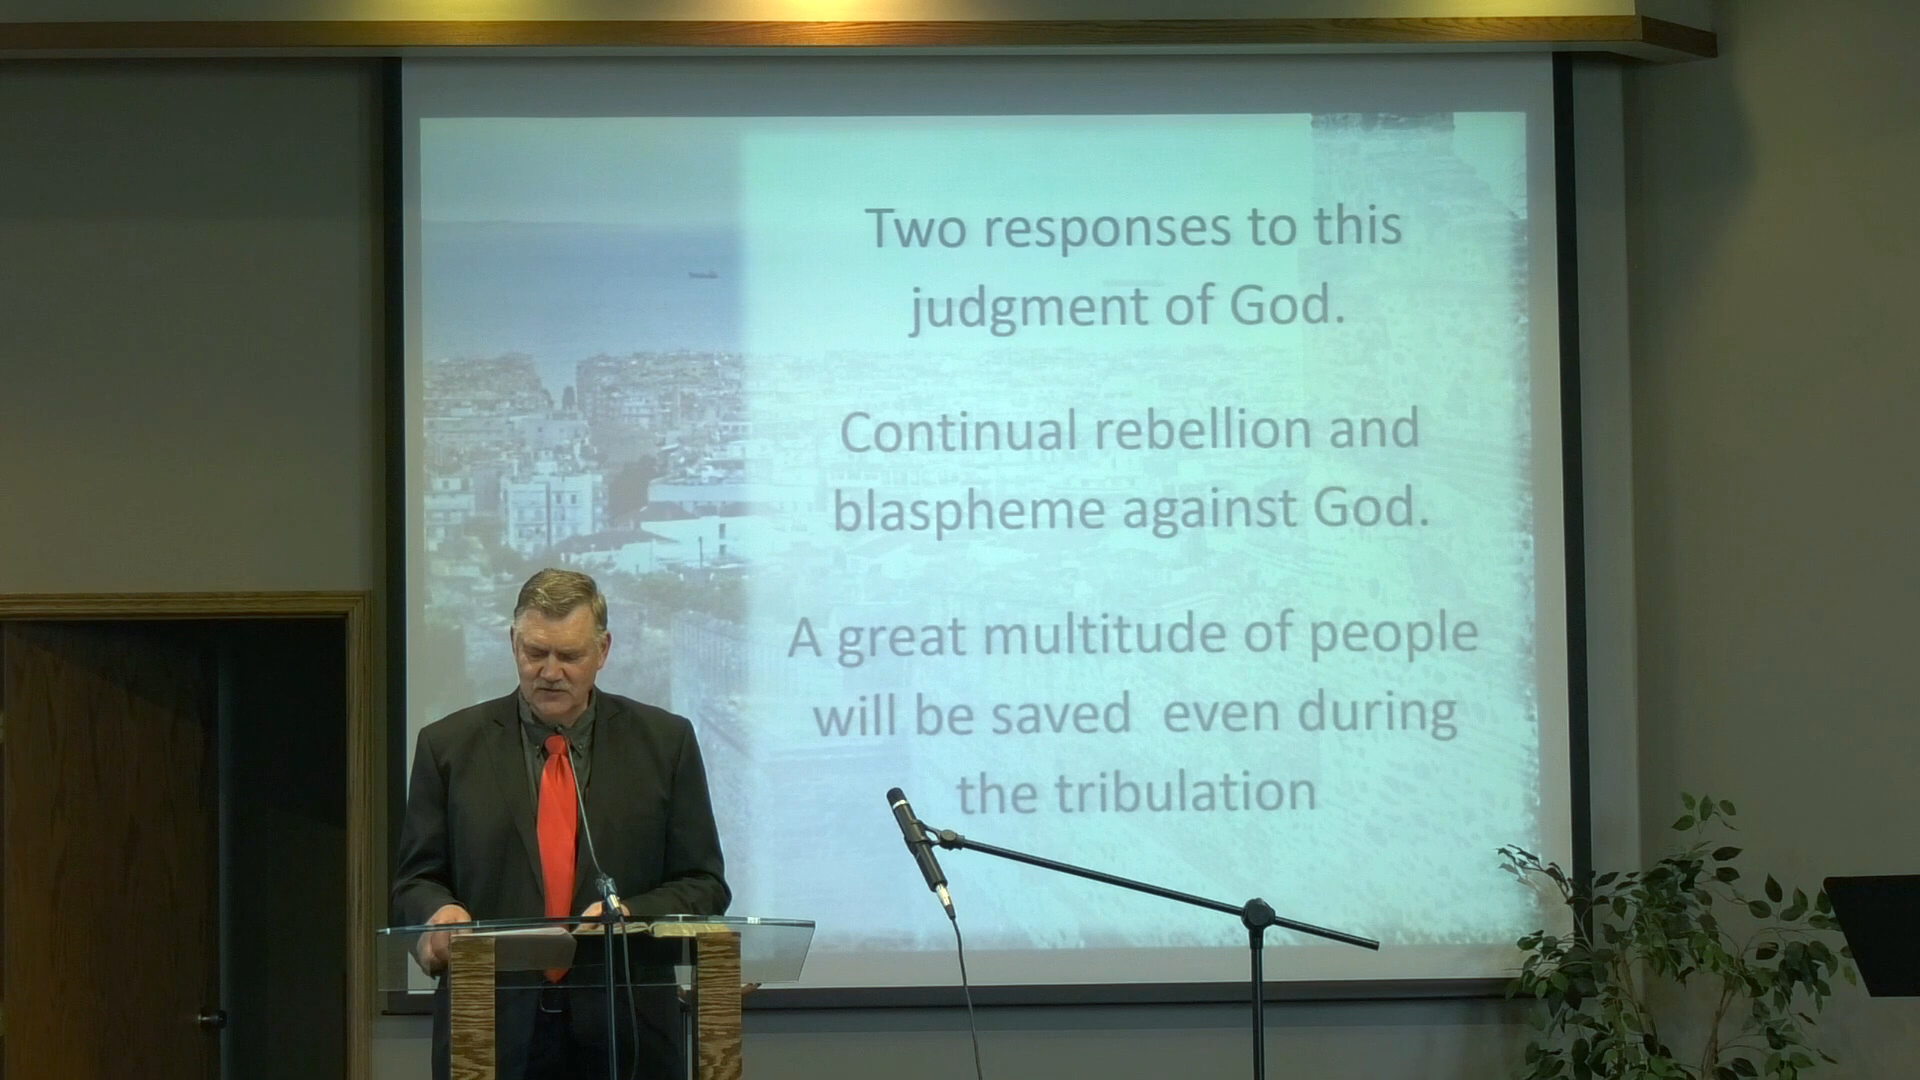 Two responses to this
judgment of God.
Continual rebellion and
blaspheme against God.
A great multitude of people
will be saved even during
the tribulation